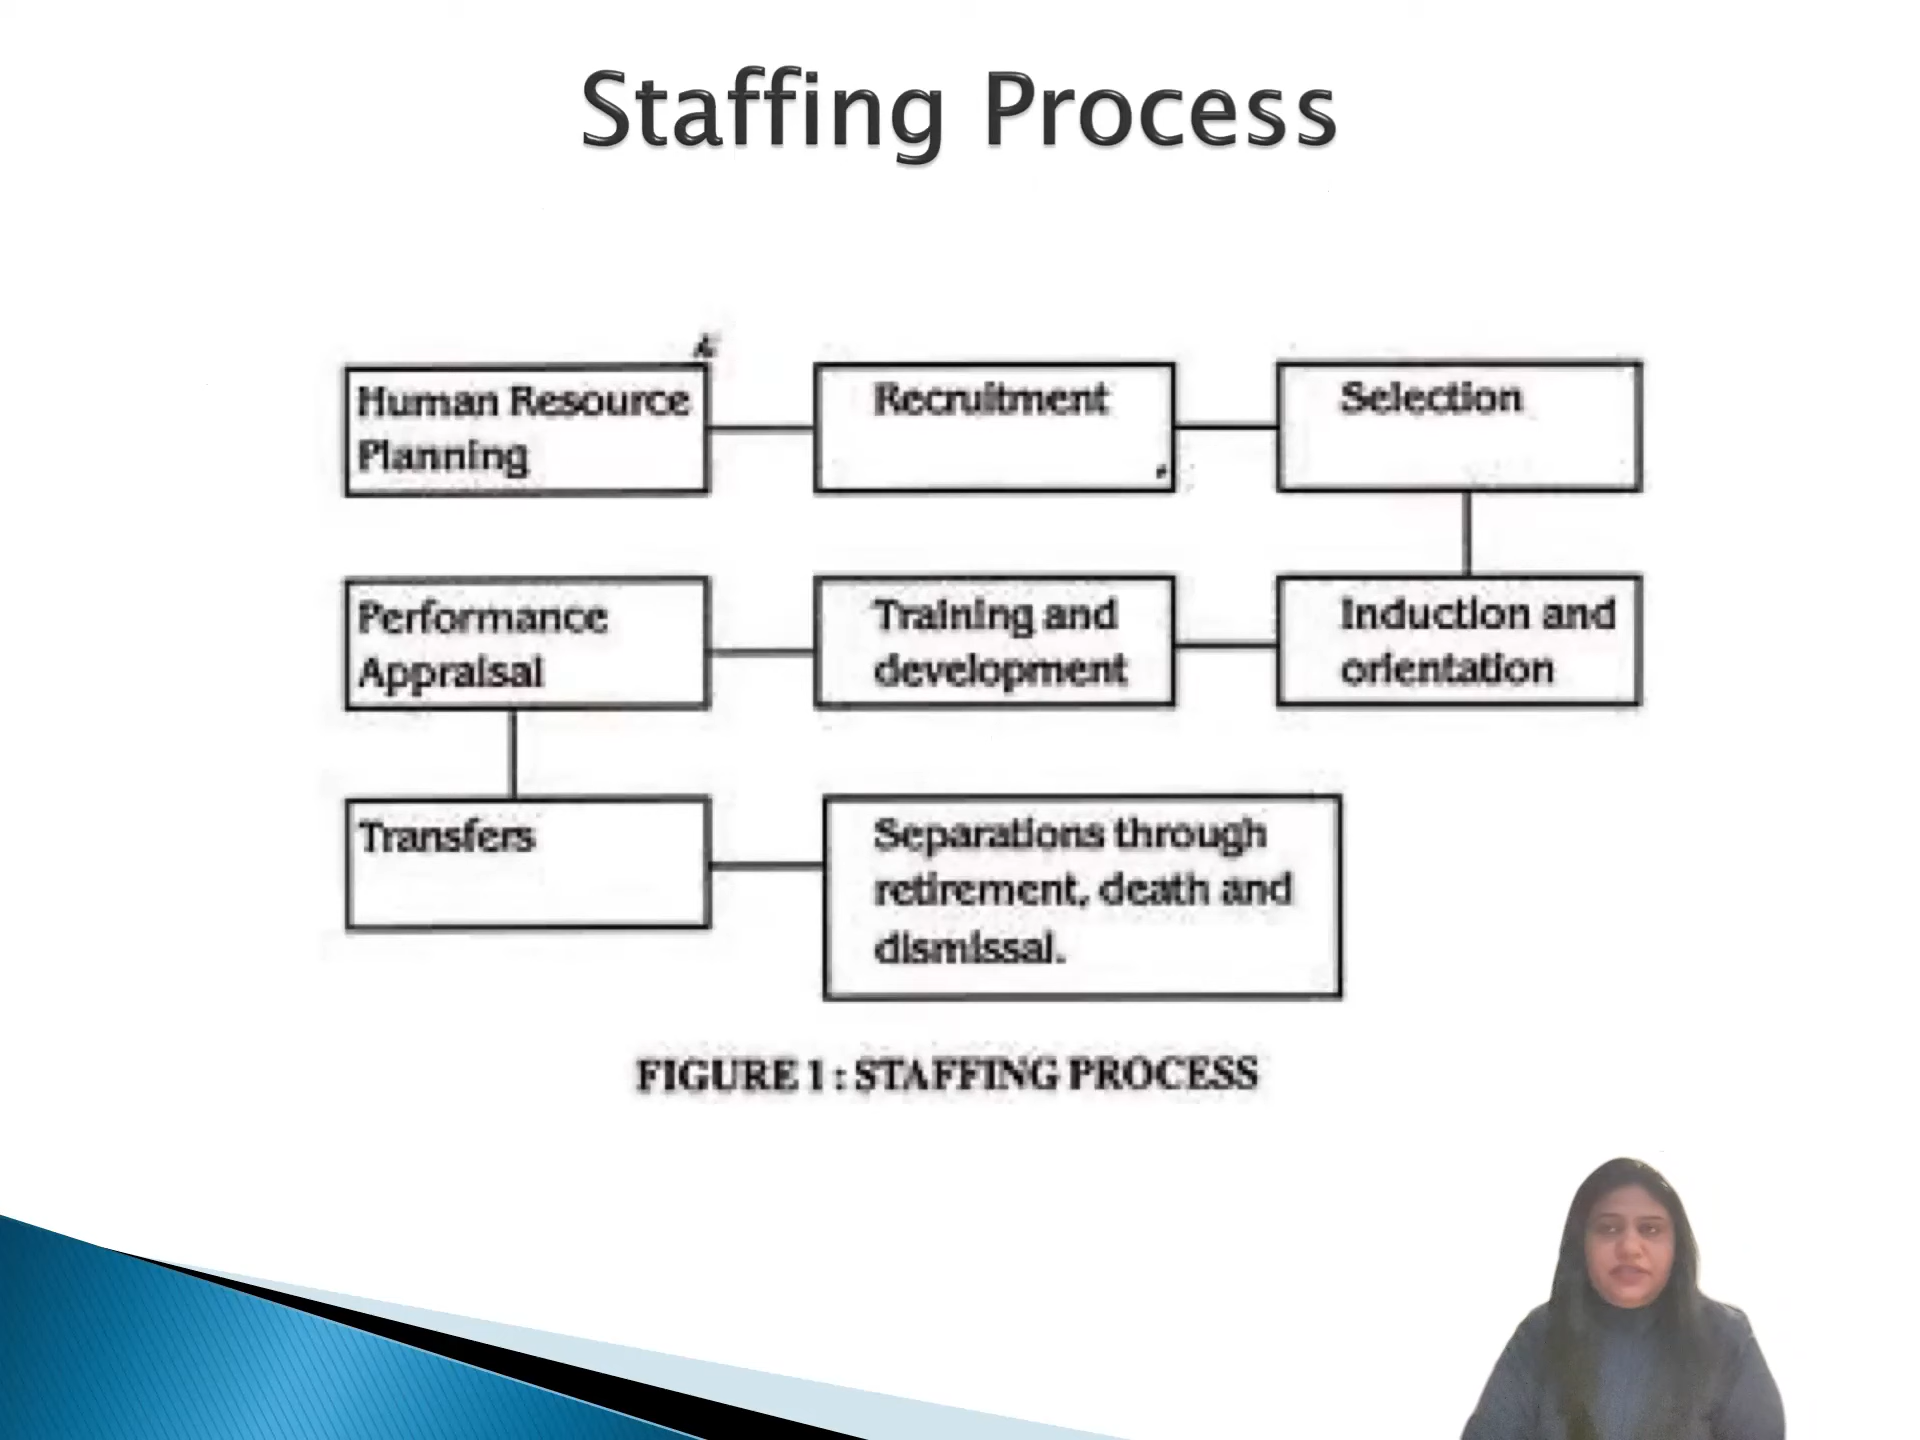 Staffing Process
Human Resource
Planning
Recruitment
Selection
Performance
Appraisal
Training and
development
Induction and
orientation
Transfers
Separations through
retirement, death and
dismissal.
FIGURE 1 : STAFFING PROCESS